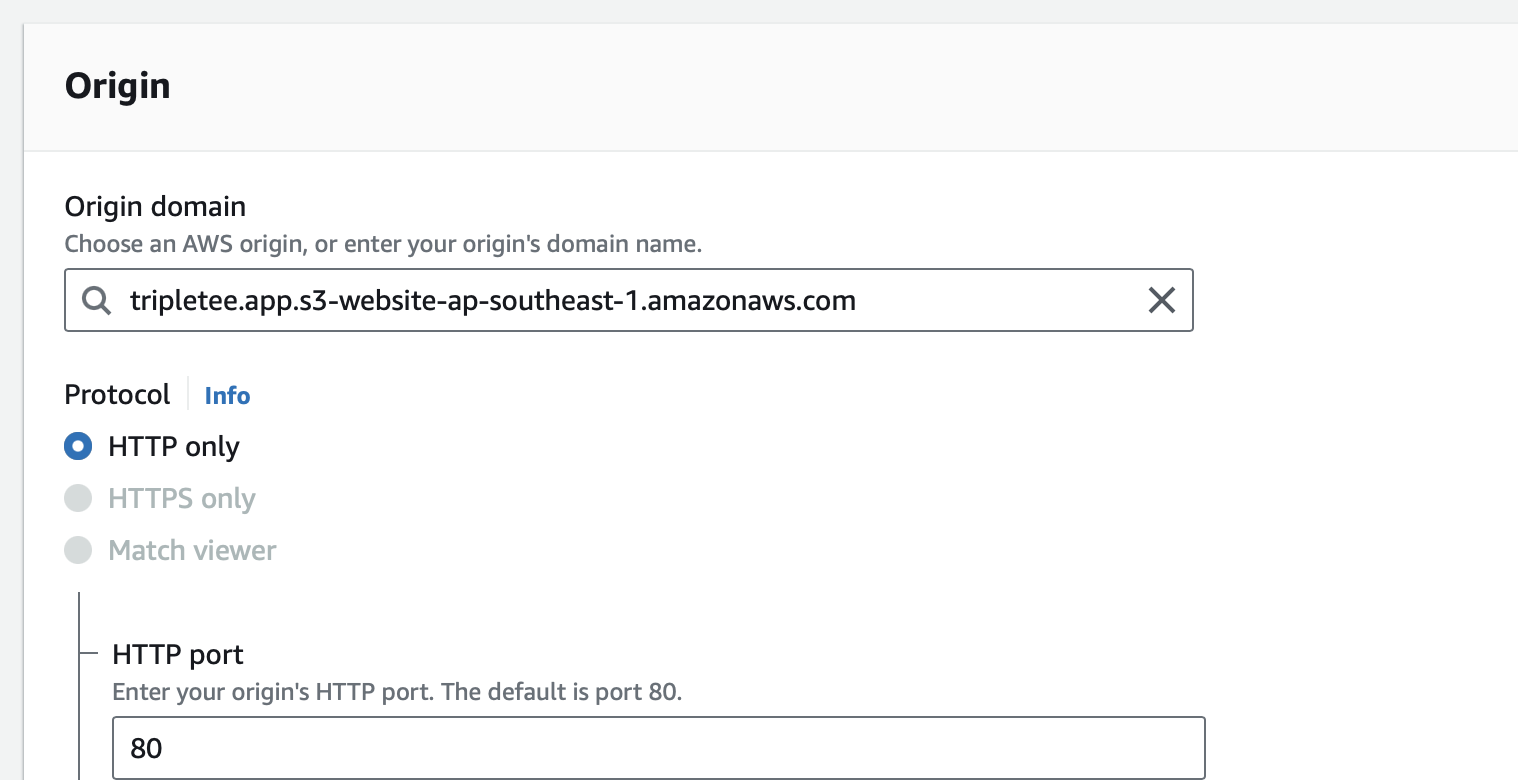 Origin
Origin domain
Choose an AWS origin, or enter your origin's domain name.
tripletee.app.s3-website-ap-southeast-1.amazonaws.com
Protocol Info
HTTP only
HTTPS only
Match viewer
HTTP port
Enter your origin's HTTP port. The default is port 80.
80